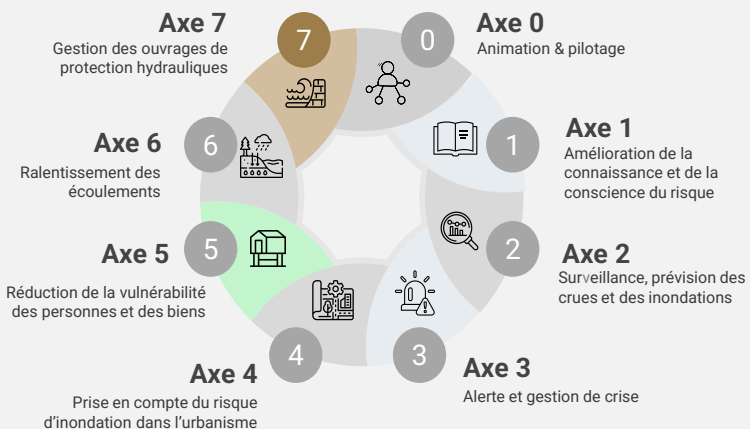 Axe 0
Animation & pilotage
0
Axe 1
Amélioration de la
connaissance et de la
conscience du risque
1
Axe 2
Surveillance, prévision des
crues et des inondations
2
Axe 3
Alerte et gestion de crise
3
Axe 4
Prise en compte du risque
d'inondation dans l'urbanisme
4
Axe 5
Réduction de la vulnérabilité
des personnes et des biens
5
Axe 6
Ralentissement des
écoulements
6
Axe 7
Gestion des ouvrages de
protection hydrauliques
7